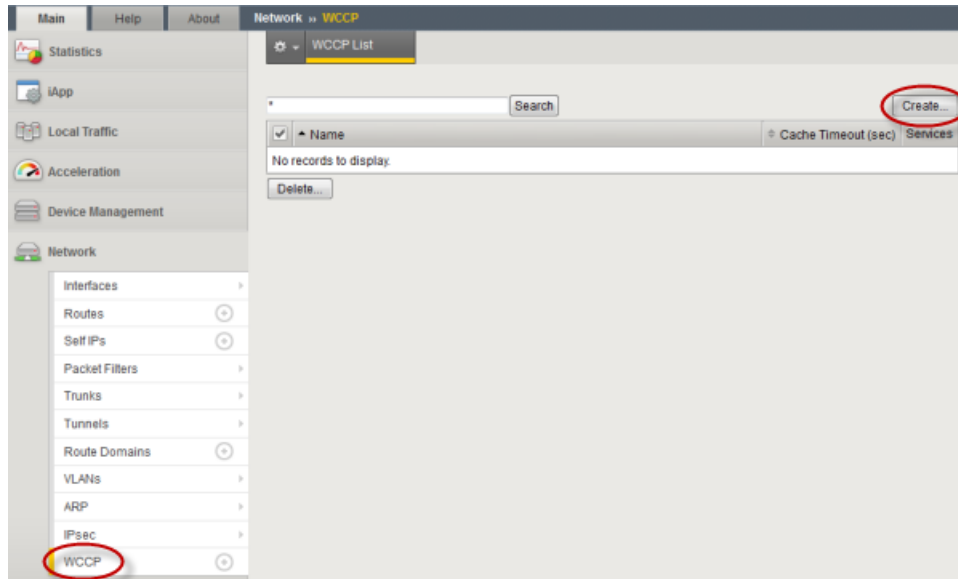 Main Help About Network » WCCP
Statistics
WCCP List
iApp
* Search Create...
Local Traffic
Name Cache Timeout (sec) Services
No records to display.
Acceleration
Delete...
Device Management
Network
Interfaces
Routes
Self IPs
Packet Filters
Trunks
Tunnels
Route Domains
VLANs
ARP
IPsec
WCCP